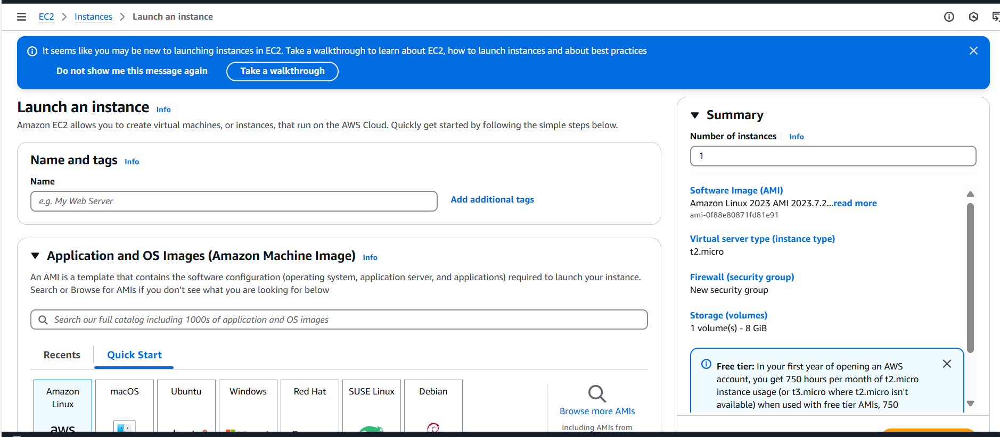 EC2 > Instances > Launch an instance
It seems like you may be new to launching instances in EC2. Take a walkthrough to learn about EC2, how to launch instances and about best practices
Do not show me this message again
Take a walkthrough
Launch an instance Info
Amazon EC2 allows you to create virtual machines, or instances, that run on the AWS Cloud. Quickly get started by following the simple steps below.
Name and tags Info
Name
e.g. My Web Server
Add additional tags
Application and OS Images (Amazon Machine Image) Info
An AMI is a template that contains the software configuration (operating system, application server, and applications) required to launch your instance.
Search or Browse for AMIs if you don’t see what you are looking for below
Search our full catalog including 1000s of application and OS images
Recents
Quick Start
Amazon
Linux
aws
macOS
Ubuntu
Windows
Red Hat
SUSE Linux
Debian
Browse more AMIs
Including AMIs from
Summary
Number of instances Info
1
Software Image (AMI)
Amazon Linux 2023 AMI 2023.7.2...read more
ami-0f88e80871fd81e91
Virtual server type (instance type)
t2.micro
Firewall (security group)
New security group
Storage (volumes)
1 volume(s) - 8 GiB
Free tier: In your first year of opening an AWS
account, you get 750 hours per month of t2.micro
instance usage (or t3.micro where t2.micro isn't
available) when used with free tier AMIs, 750